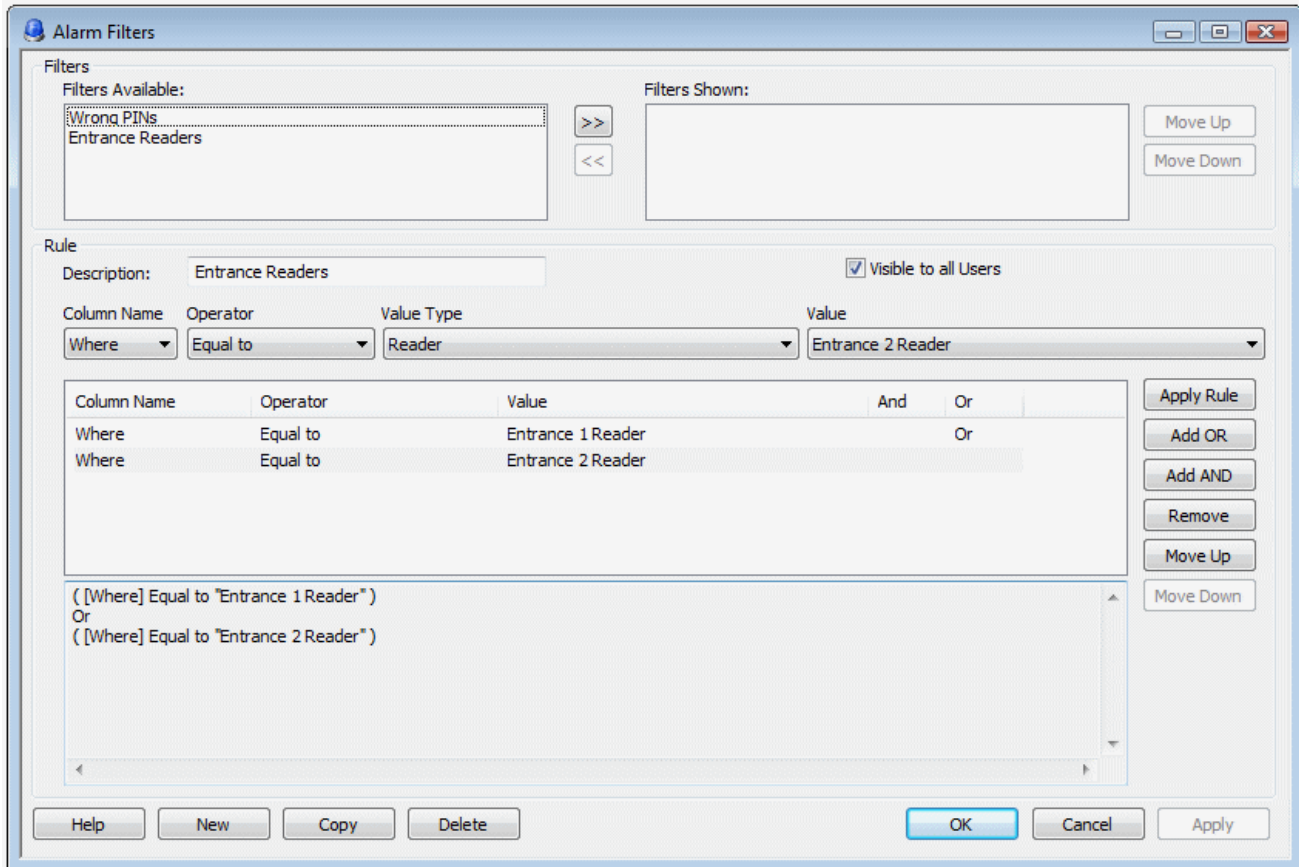 Alarm Filters
Filters
Filters Available:
Filters Shown:
Wrong PINs
Entrance Readers
>>
<<
Move Up
Move Down
Rule
Description:
Entrance Readers
Visible to all Users
Column Name Operator Value Type Value
Where Equal to Reader Entrance 2 Reader
Column Name Operator Value And Or
Where Equal to Entrance 1 Reader Or
Where Equal to Entrance 2 Reader
Apply Rule
Add OR
Add AND
Remove
Move Up
Move Down
( [Where] Equal to "Entrance 1 Reader" )
Or
( [Where] Equal to "Entrance 2 Reader" )
Help New Copy Delete OK Cancel Apply